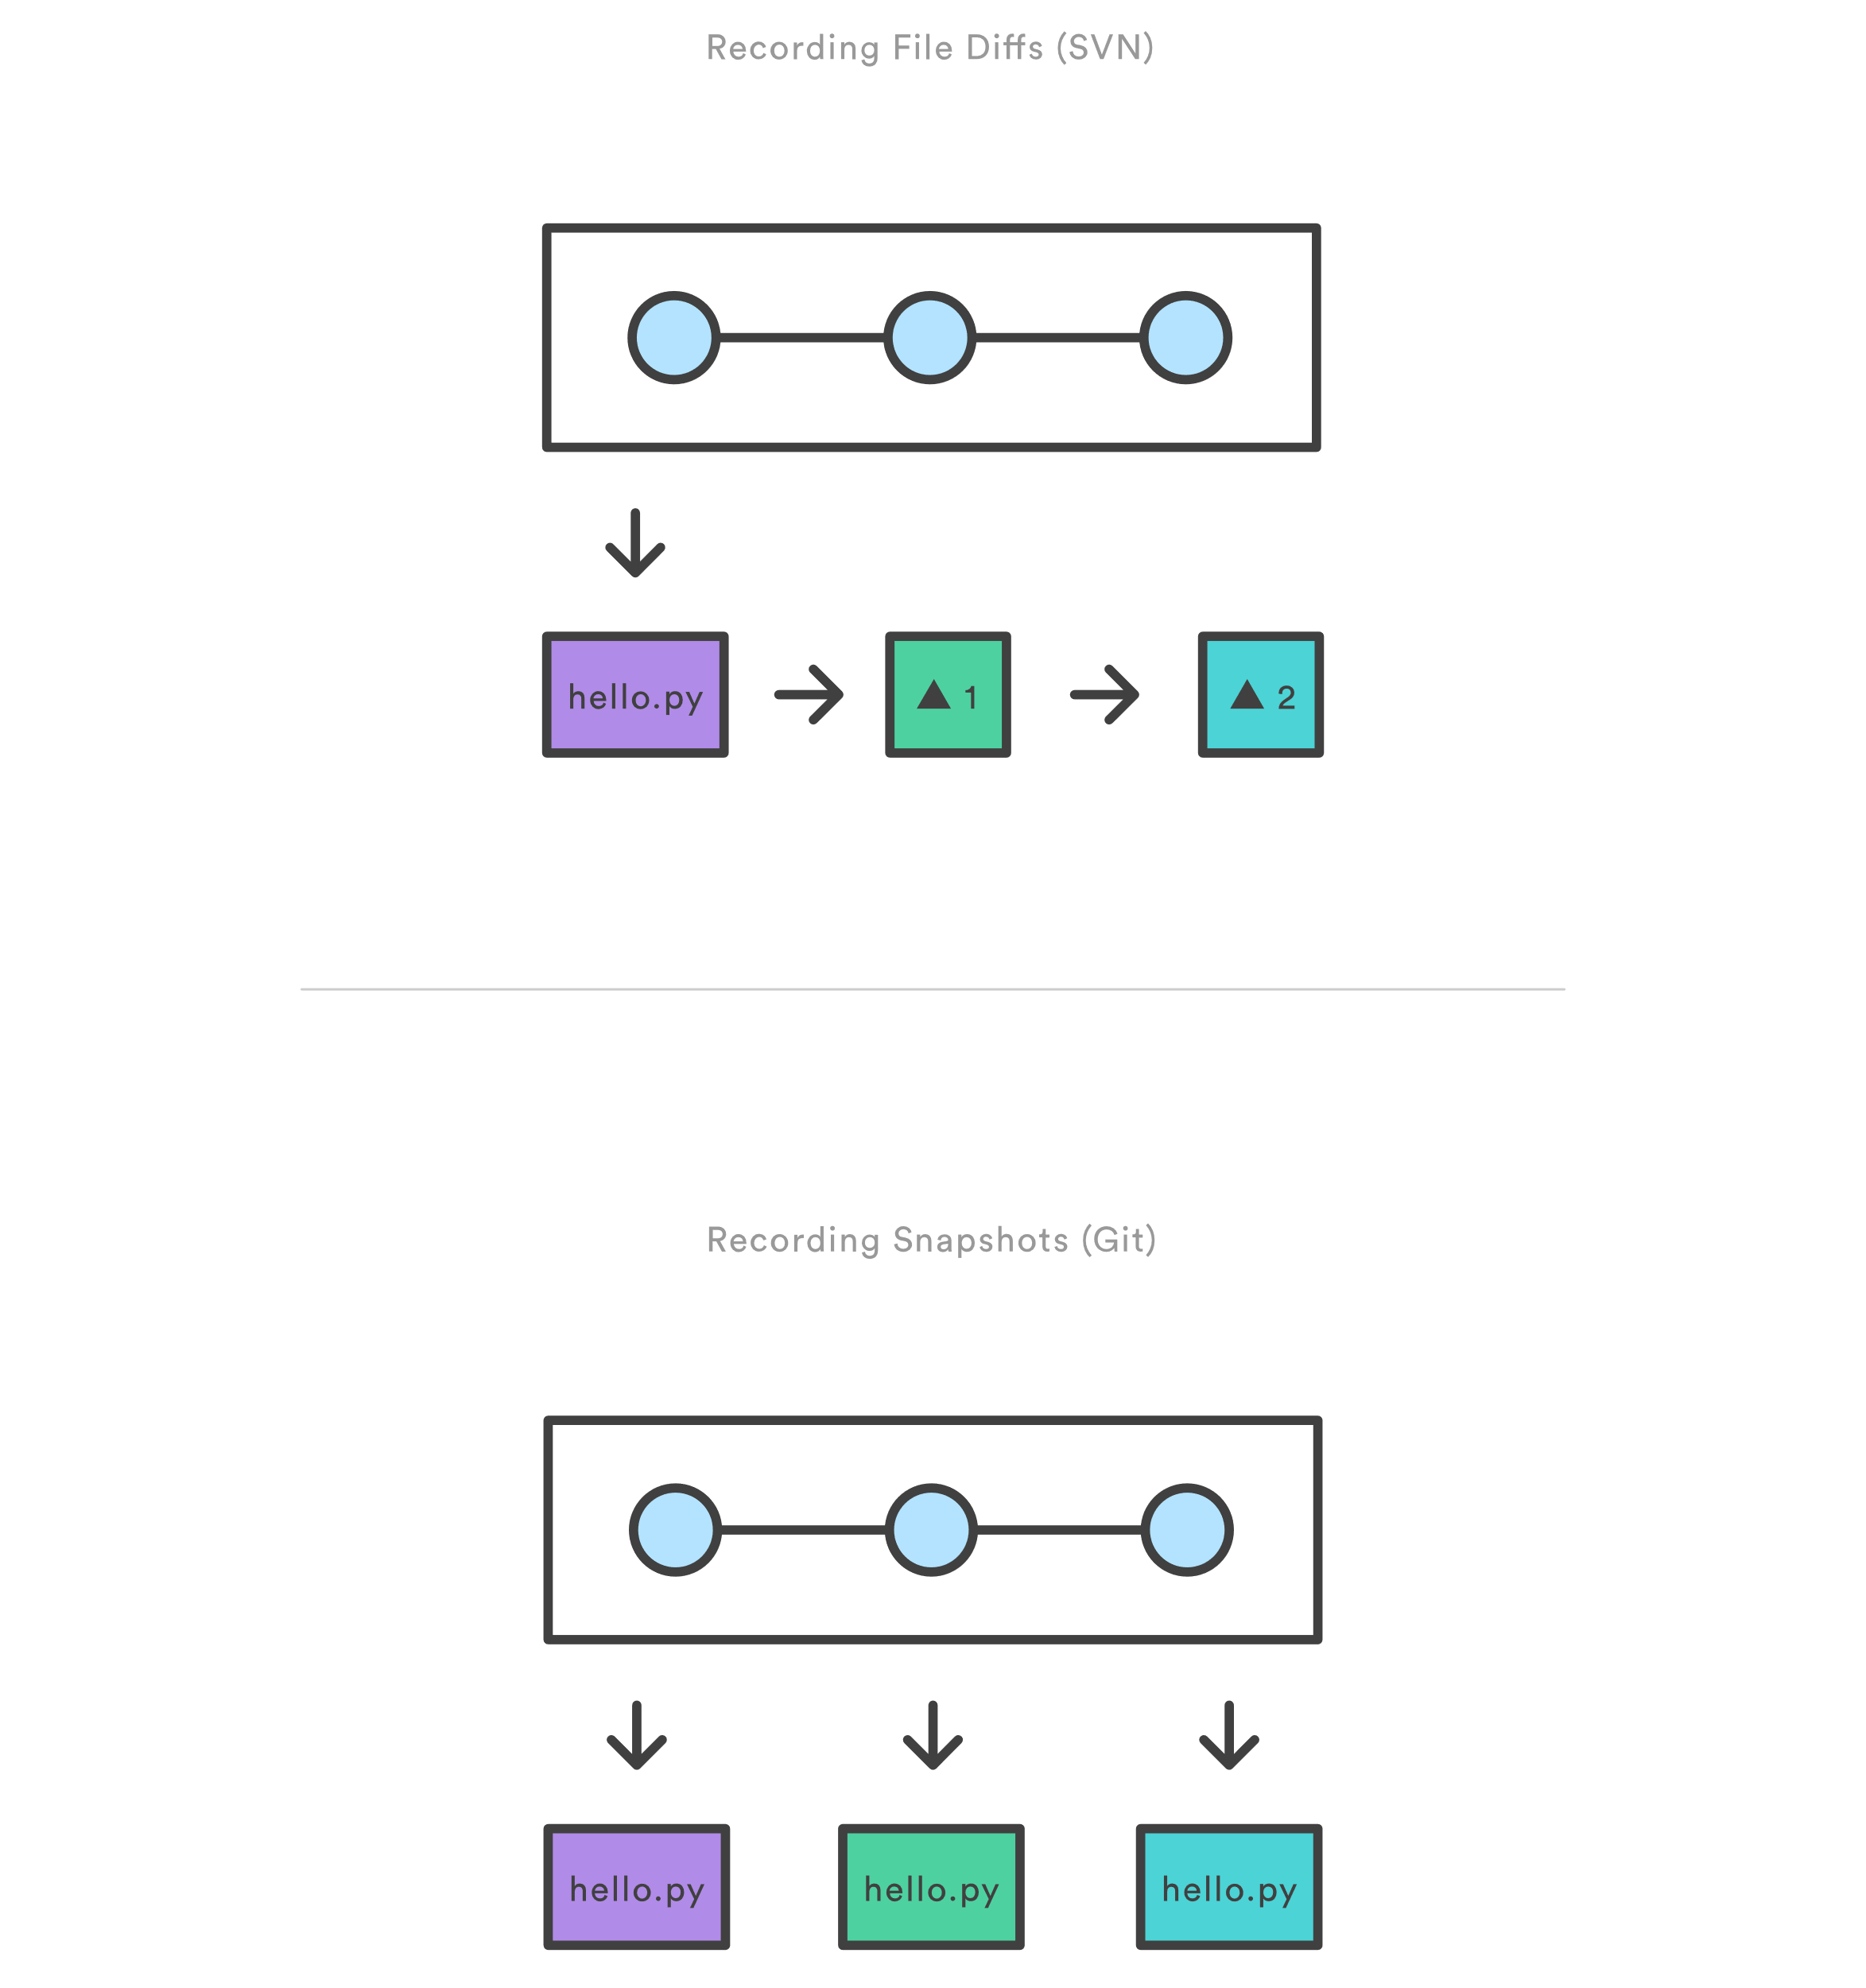 Recording File Diffs (SVN)
hello.py
▲ 1
▲ 2
Recording Snapshots (Git)
hello.py
hello.py
hello.py